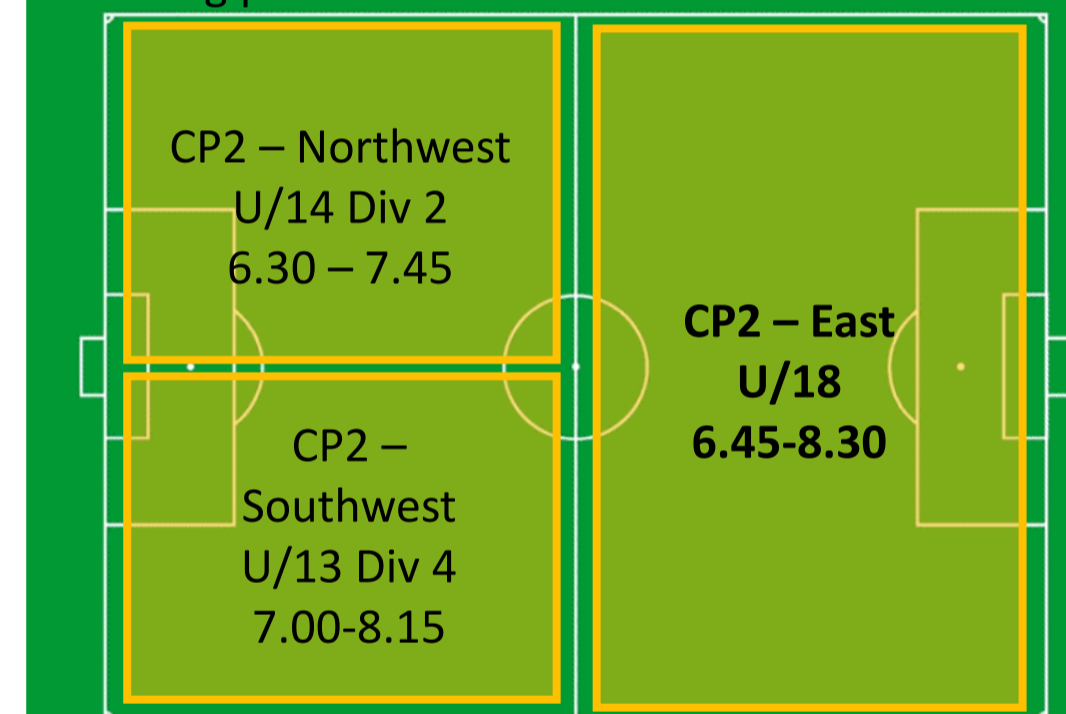 CP2 – Northwest
U/14 Div 2
6.30 – 7.45
CP2 –
Southwest
U/13 Div 4
7.00-8.15
CP2 – East
U/18
6.45-8.30